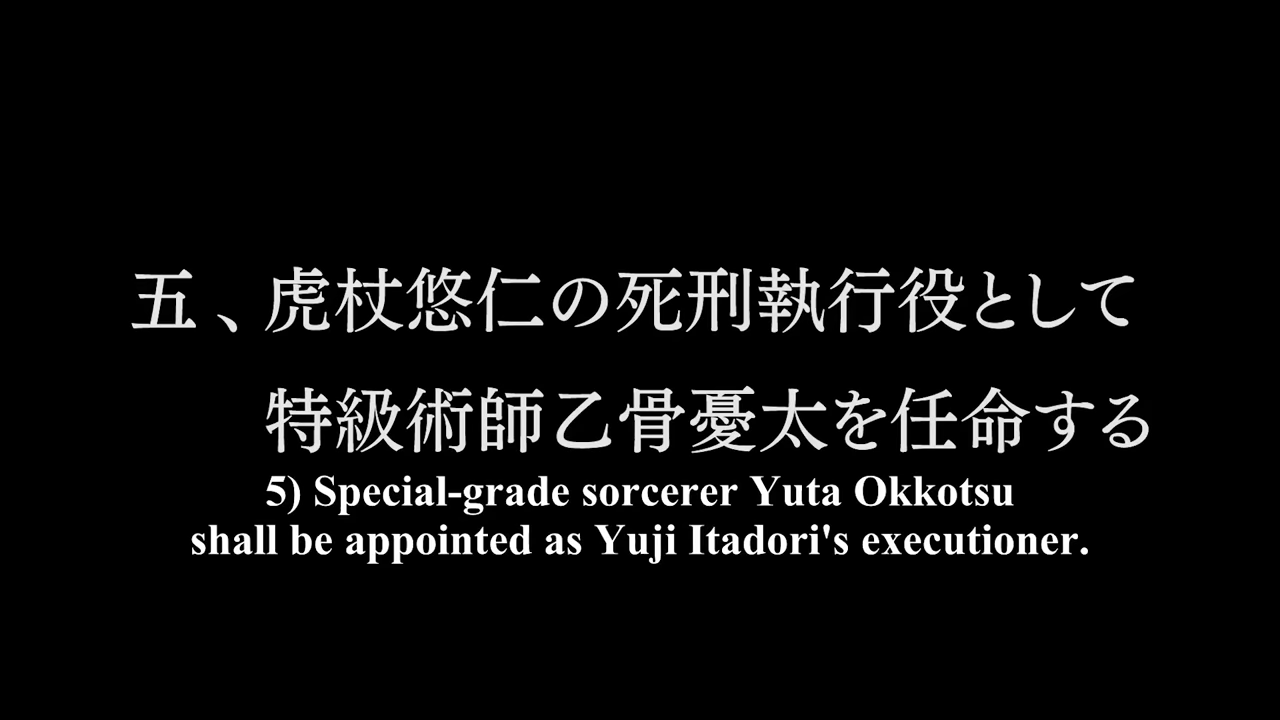 五、虎杖悠仁の死刑執行役として
特級術師乙骨憂太を任命する
5) Special-grade sorcerer Yuta Okkotsu
shall be appointed as Yuji Itadori's executioner.